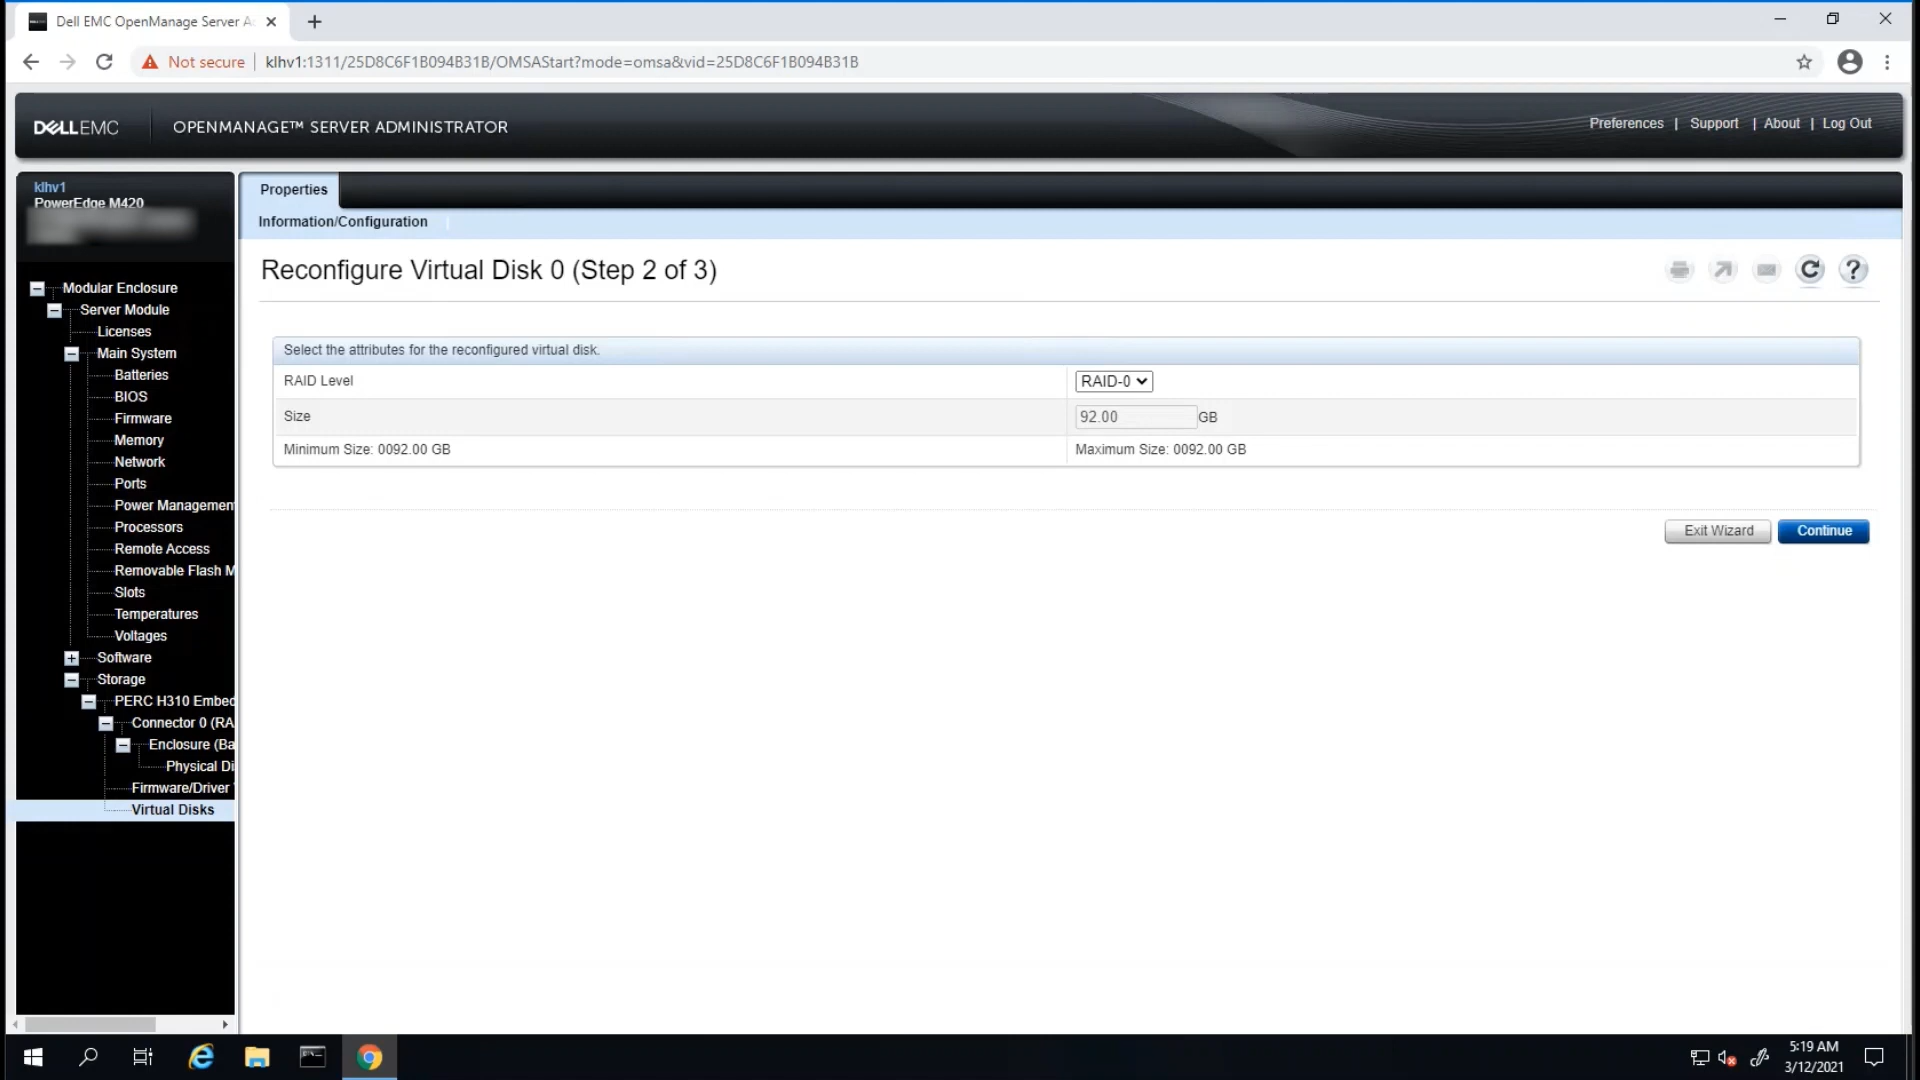 Dell EMC OpenManage Server A
Not secure
klhv1:1311/25D8C6F1B094B31B/OMSAStart?mode=omsa&vid=25D8C6F1B094B31B
DELLEMC
OPENMANAGE™ SERVER ADMINISTRATOR
Preferences | Support | About | Log Out
klhv1
PowerEdge M420
Properties
Information/Configuration
Reconfigure Virtual Disk 0 (Step 2 of 3)
Modular Enclosure
Server Module
Licenses
Main System
Batteries
BIOS
Firmware
Memory
Network
Ports
Power Managemen
Processors
Remote Access
Removable Flash M
Slots
Temperatures
Voltages
Software
Storage
PERC H310 Embed
Connector 0 (RA
Enclosure (Ba
Physical Di
Firmware/Driver
Virtual Disks
Select the attributes for the reconfigured virtual disk.
RAID Level RAID-0
Size 92.00 GB
Minimum Size: 0092.00 GB Maximum Size: 0092.00 GB
Exit Wizard Continue
5:19 AM
3/12/2021